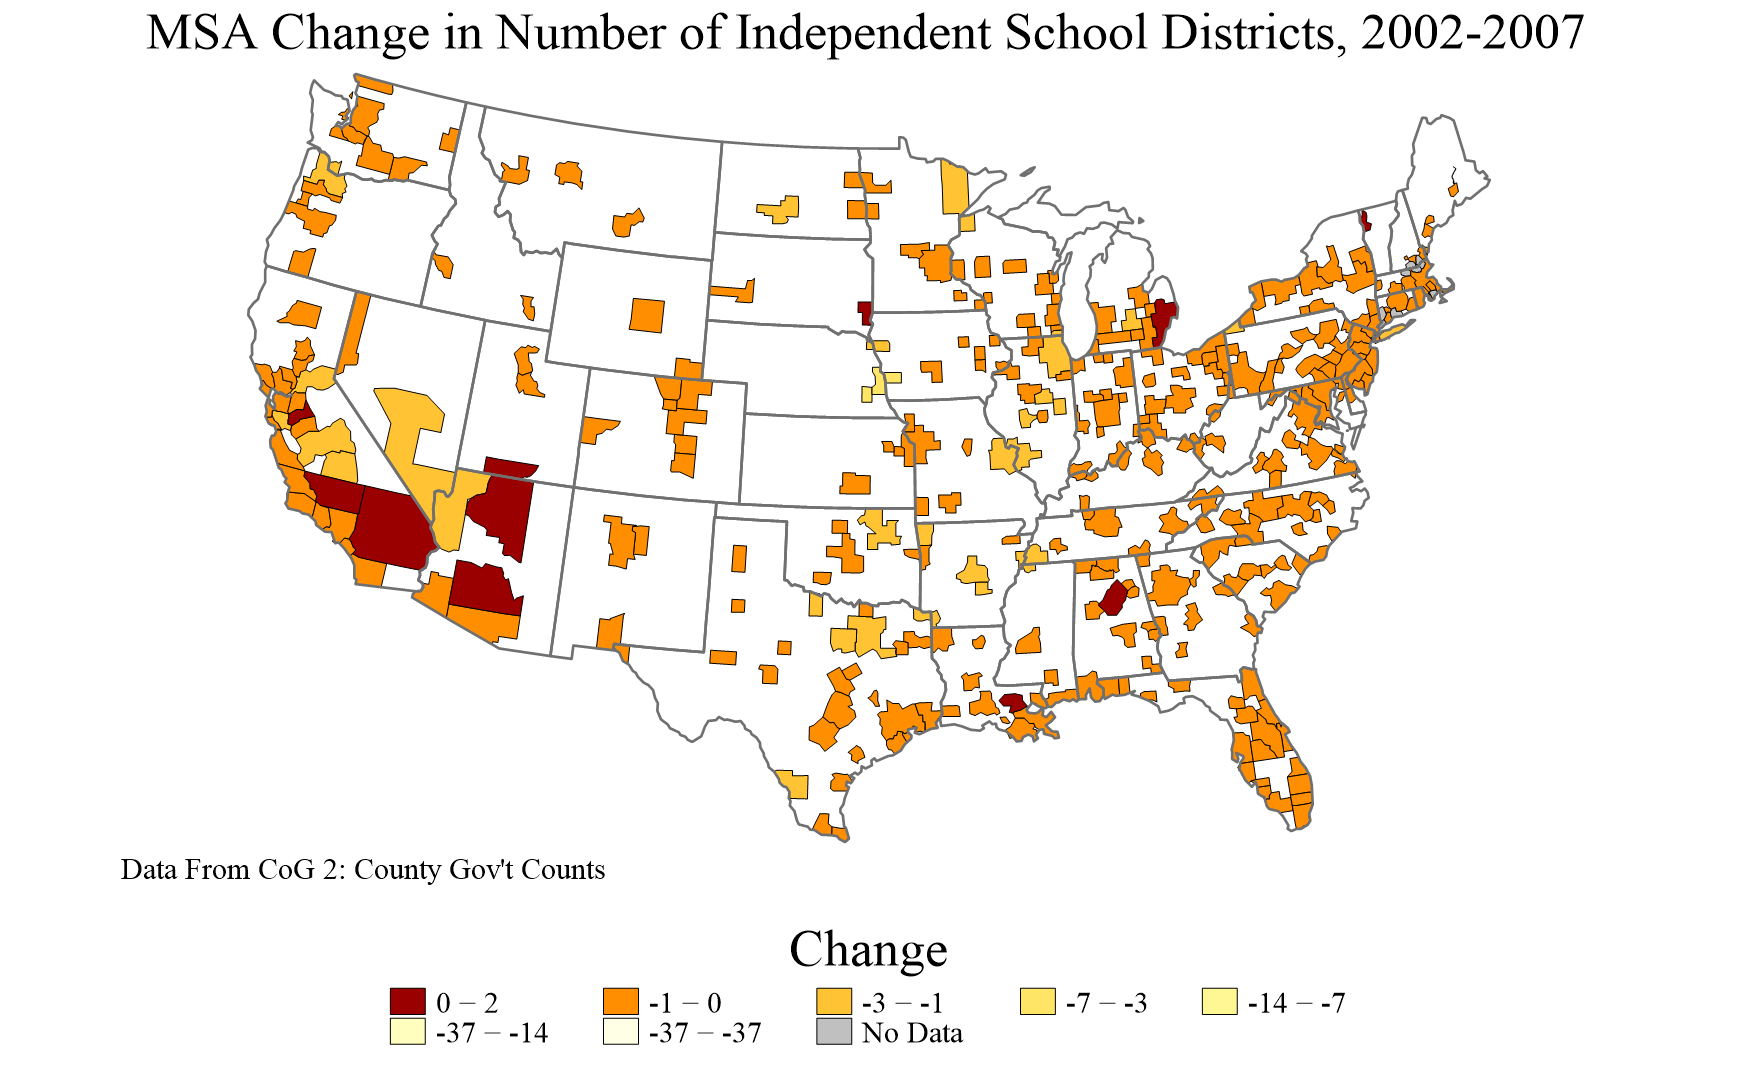 MSA Change in Number of Independent School Districts, 2002-2007
Data From CoG 2: County Gov't Counts
Change
0 – 2
-1 – 0
-3 – -1
-7 – -3
-14 – -7
-37 – -14
-37 – -37
No Data